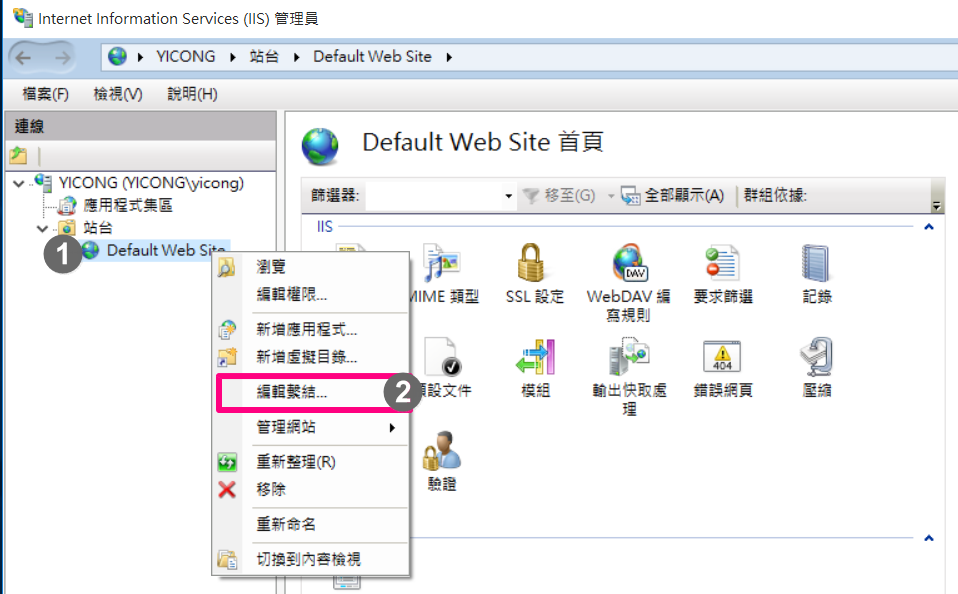 Internet Information Services (IIS) 管理員
YICONG 站台 Default Web Site
檔案(F) 檢視(V) 說明(H)
連線
YICONG (YICONG\yicong)
應用程式集區
站台
1
Default Web Site
瀏覽
編輯權限...
新增應用程式...
新增虛擬目錄...
編輯繫結...
2
管理網站
重新整理(R)
移除
重新命名
切換到內容檢視
Default Web Site 首頁
篩選器: 移至(G) 全部顯示(A) 群組依據:
IIS
MIME 類型 SSL 設定 WebDAV 編 要求篩選 記錄
寫規則
設文件 模組 輸出快取處 錯誤網頁 壓縮
理
驗證
DAV
404